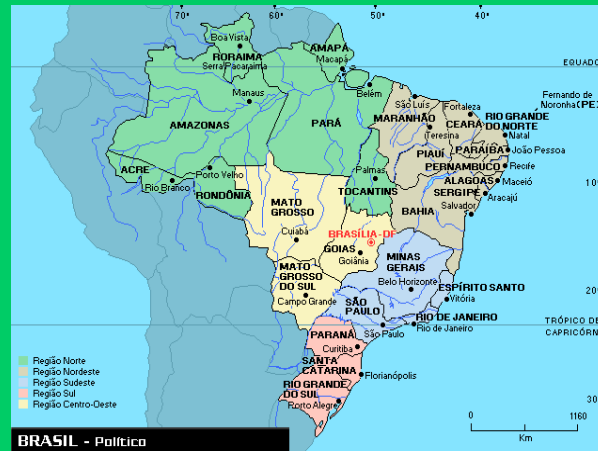 70°
60°
50°
40°
Boa Vista
RORAIMA
Serra Pacaraima
AMAPÁ
Macapá
EQUADO
Manaus
Belém
São Luís
Fortaleza
Fernando de
Noronha(PE)
AMAZONAS
PARÁ
MARANHÃO
CEARÁ
RIO GRANDE
DO NORTE
Teresina
Natal
PIAUÍ
PARAÍBA
João Pessoa
PERNAMBUCO
Recife
ACRE
Rio Branco
Porto Velho
RONDÔNIA
Palmas
TOCANTINS
ALAGOAS
Maceió
SERGIPE
Aracajú
10°
MATO
GROSSO
BAHIA
Salvador
Cuiabá
BRASÍLIA-DF
GOIAS
Goiânia
MINAS
GERAIS
Belo Horizonte
MATO
GROSSO
DO SUL
Campo Grande
ESPÍRITO SANTO
Vitória
20°
SÃO
PAULO
São Paulo
RIO DE JANEIRO
Rio de Janeiro
TRÓPICO DE
CAPRICÓRN
PARANÁ
Curitiba
SANTA
CATARINA
Florianópolis
RIO GRANDE
DO SUL
Porto Alegre
30°
Região Norte
Região Nordeste
Região Sudeste
Região Sul
Região Centro-Oeste
0
1160
Km
BRASIL - Político